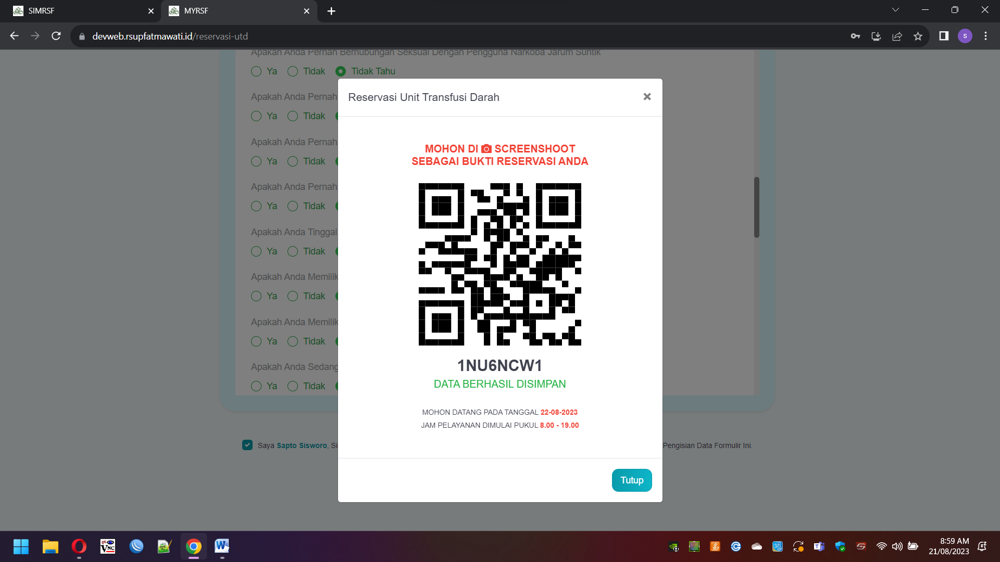 SIMRSF
MYRSF
devweb.rsupfatmawati.id/reservasi-utd
S
Apakah Anda Pernah Berhubungan Seksual Dengan Pengguna Narkoba Jarum Suntik
Ya Tidak Tidak Tahu
Apakah Anda Pernah
Ya Tidak
Apakah Anda Pernah
Ya Tidak
Apakah Anda Pernah
Ya Tidak
Apakah Anda Tinggal
Ya Tidak
Apakah Anda
Ya Tidak
Apakah Anda
Ya Tidak
Apakah Anda Sedang
Ya Tidak
Reservasi Unit Transfusi Darah
MOHON DI SCREENSHOOT
SEBAGAI BUKTI RESERVASI ANDA
1NU6NCW1
DATA BERHASIL DISIMPAN
MOHON DATANG PADA TANGGAL 22-08-2023
JAM PELAYANAN DIMULAI PUKUL 8.00 - 19.00
Saya Sapto Sisworo, Pengisian Data Formulir Ini.
Tutup
8:59 AM
21/08/2023